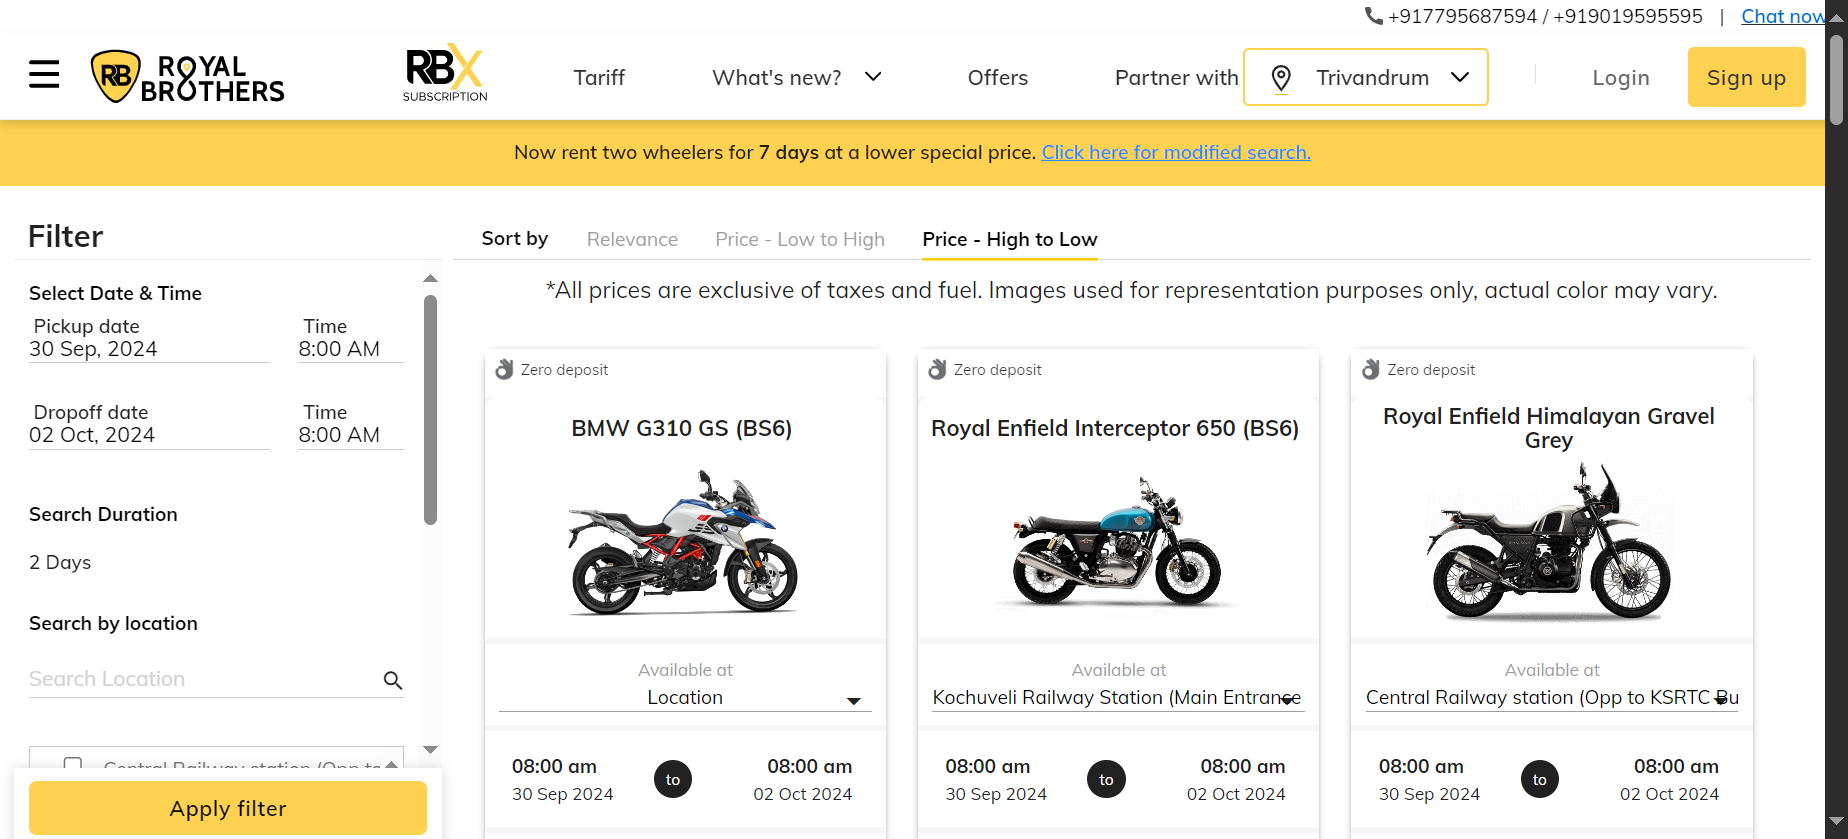 +917795687594 / +919019595595 | Chat now
RB ROYAL BROTHERS
RBX SUBSCRIPTION
Tariff
What's new?
Offers
Partner with
Trivandrum
Login
Sign up
Now rent two wheelers for 7 days at a lower special price. Click here for modified search.
Filter
Select Date & Time
Pickup date Time
30 Sep, 2024 8:00 AM
Dropoff date Time
02 Oct, 2024 8:00 AM
Search Duration
2 Days
Search by location
Search Location
Central Railway station (Opp to
Apply filter
Sort by Relevance Price - Low to High Price - High to Low
*All prices are exclusive of taxes and fuel. Images used for representation purposes only, actual color may vary.
Zero deposit
BMW G310 GS (BS6)
Available at
Location
08:00 am to 08:00 am
30 Sep 2024 02 Oct 2024
Zero deposit
Royal Enfield Interceptor 650 (BS6)
Available at
Kochuveli Railway Station (Main Entrance
08:00 am to 08:00 am
30 Sep 2024 02 Oct 2024
Zero deposit
Royal Enfield Himalayan Gravel
Grey
Available at
Central Railway station (Opp to KSRTC Bu
08:00 am to 08:00 am
30 Sep 2024 02 Oct 2024